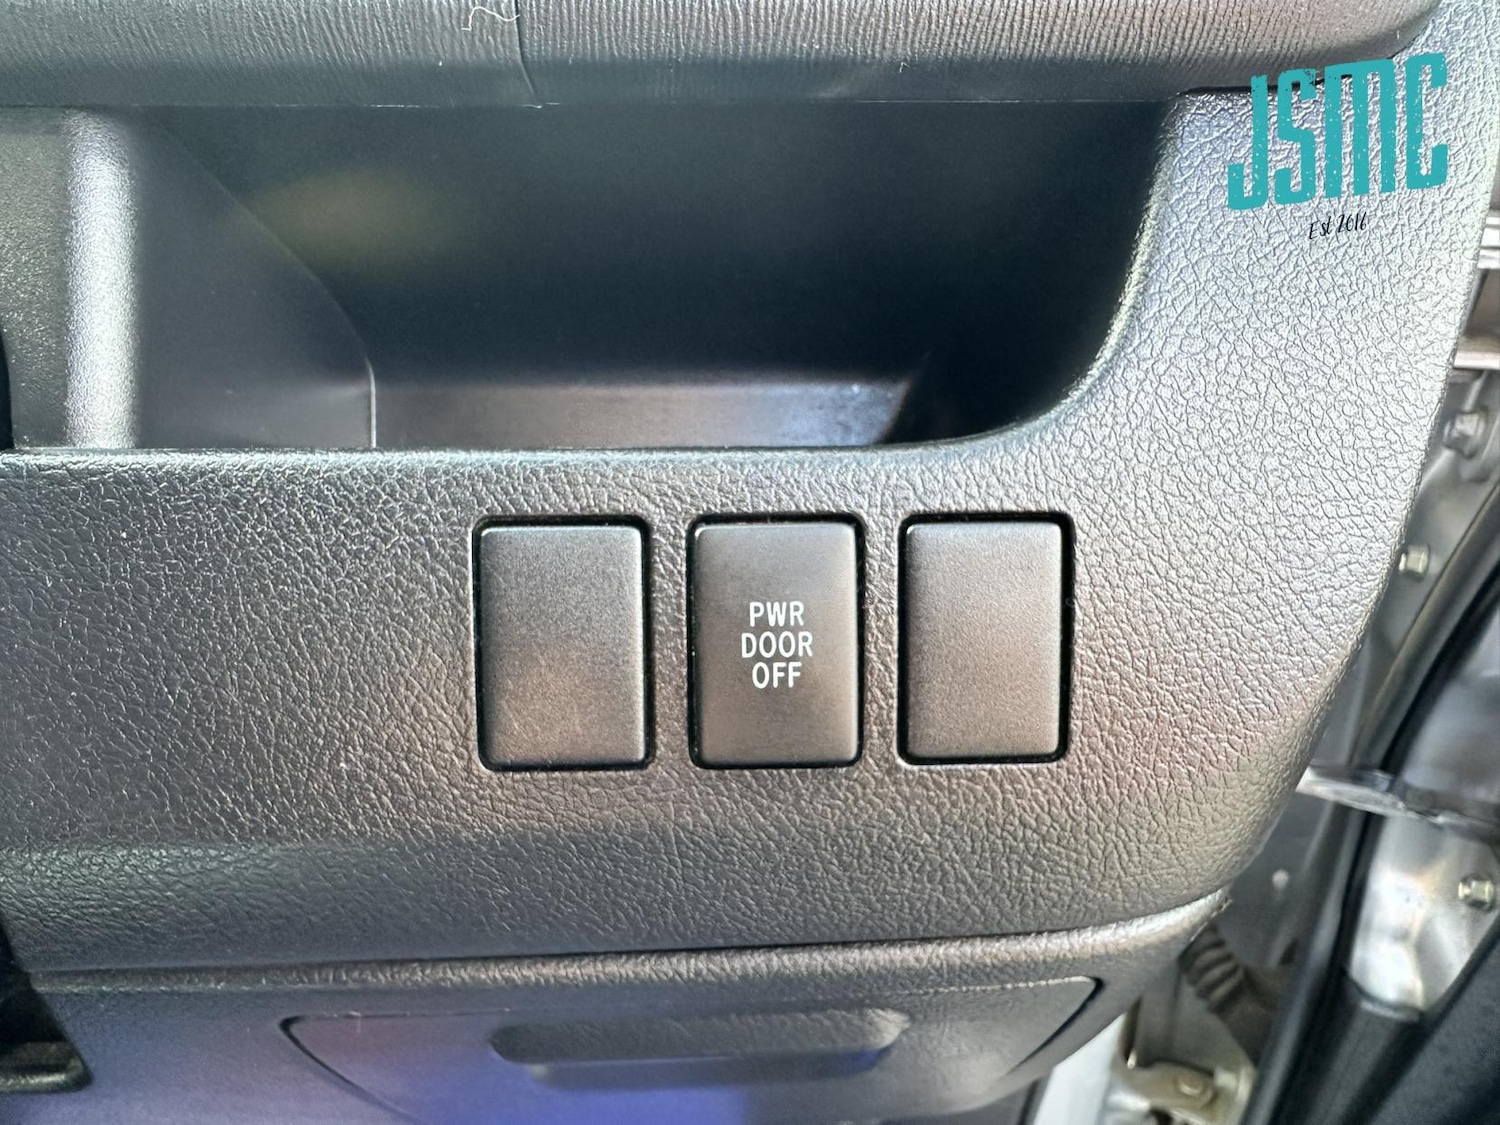 JSMC
Est 2016
PWR
DOOR
OFF